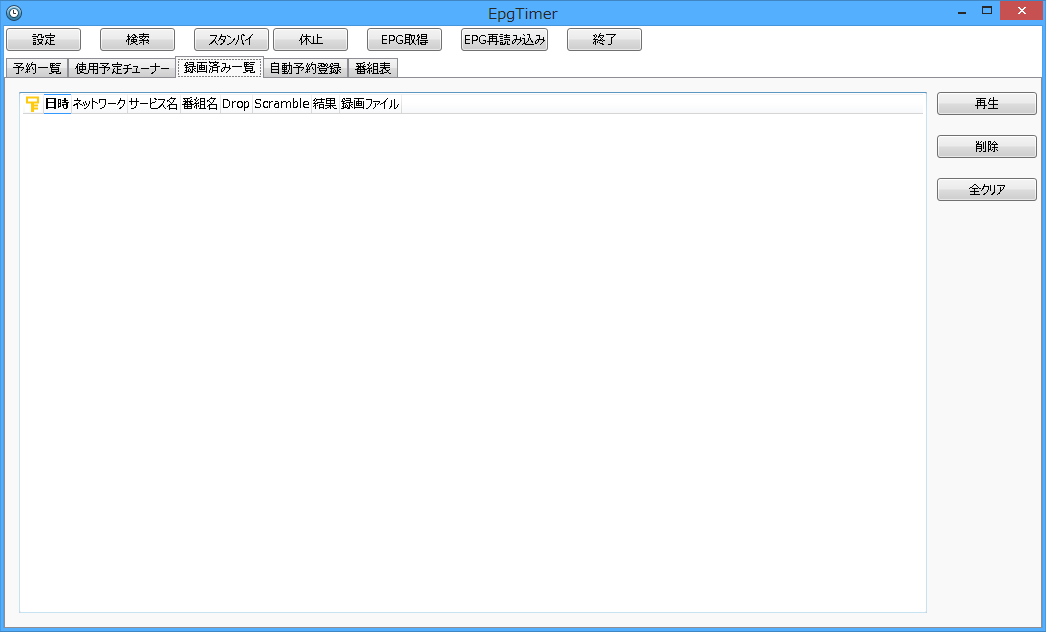 EpgTimer
設定 検索 スタンバイ 休止 EPG取得 EPG再読み込み 終了
予約一覧 使用予定チューナー 録画済み一覧 自動予約登録 番組表
日時 ネットワーク サービス名 番組名 Drop Scramble 結果 録画ファイル
再生
削除
全クリア